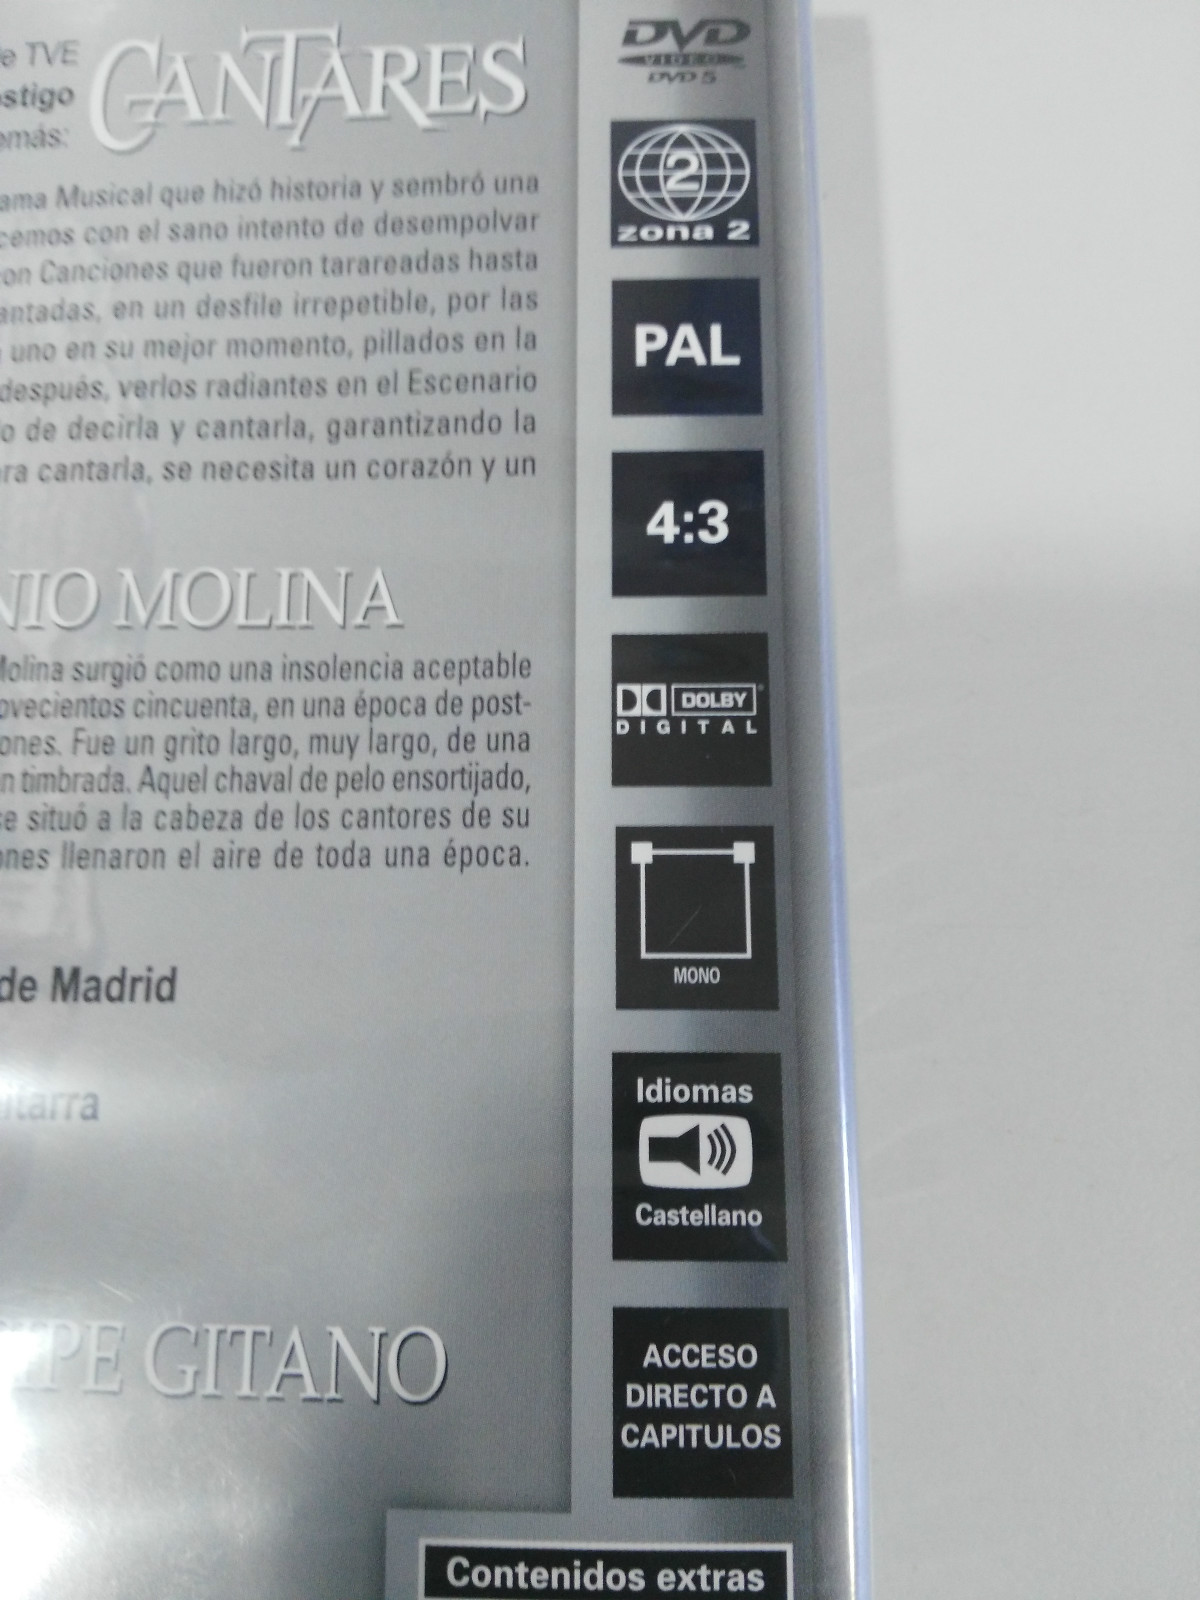 e TVE
stigo
emás:
CANTARES
ama Musical que hizó historia y sembró una
cemos con el sano intento de desempolvar
on Canciones que fueron tarareadas hasta
antadas, en un desfile irrepetible, por las
uno en su mejor momento, pillados en la
después, verlos radiantes en el Escenario
o de decirla y cantarla, garantizando la
ra cantarla, se necesita un corazón y un
NIO MOLINA
Molina surgió como una insolencia aceptable
ovecientos cincuenta, en una época de post-
ones. Fue un grito largo, muy largo, de una
n timbrada. Aquel chaval de pelo ensortijado,
se situó a la cabeza de los cantores de su
ones llenaron el aire de toda una época.
de Madrid
itarra
PE GITANO
DVD
VIDEO
DVD 5
2
zona 2
PAL
4:3
DOLBY
DIGITAL
MONO
Idiomas
Castellano
ACCESO
DIRECTO A
CAPITULOS
Contenidos extras